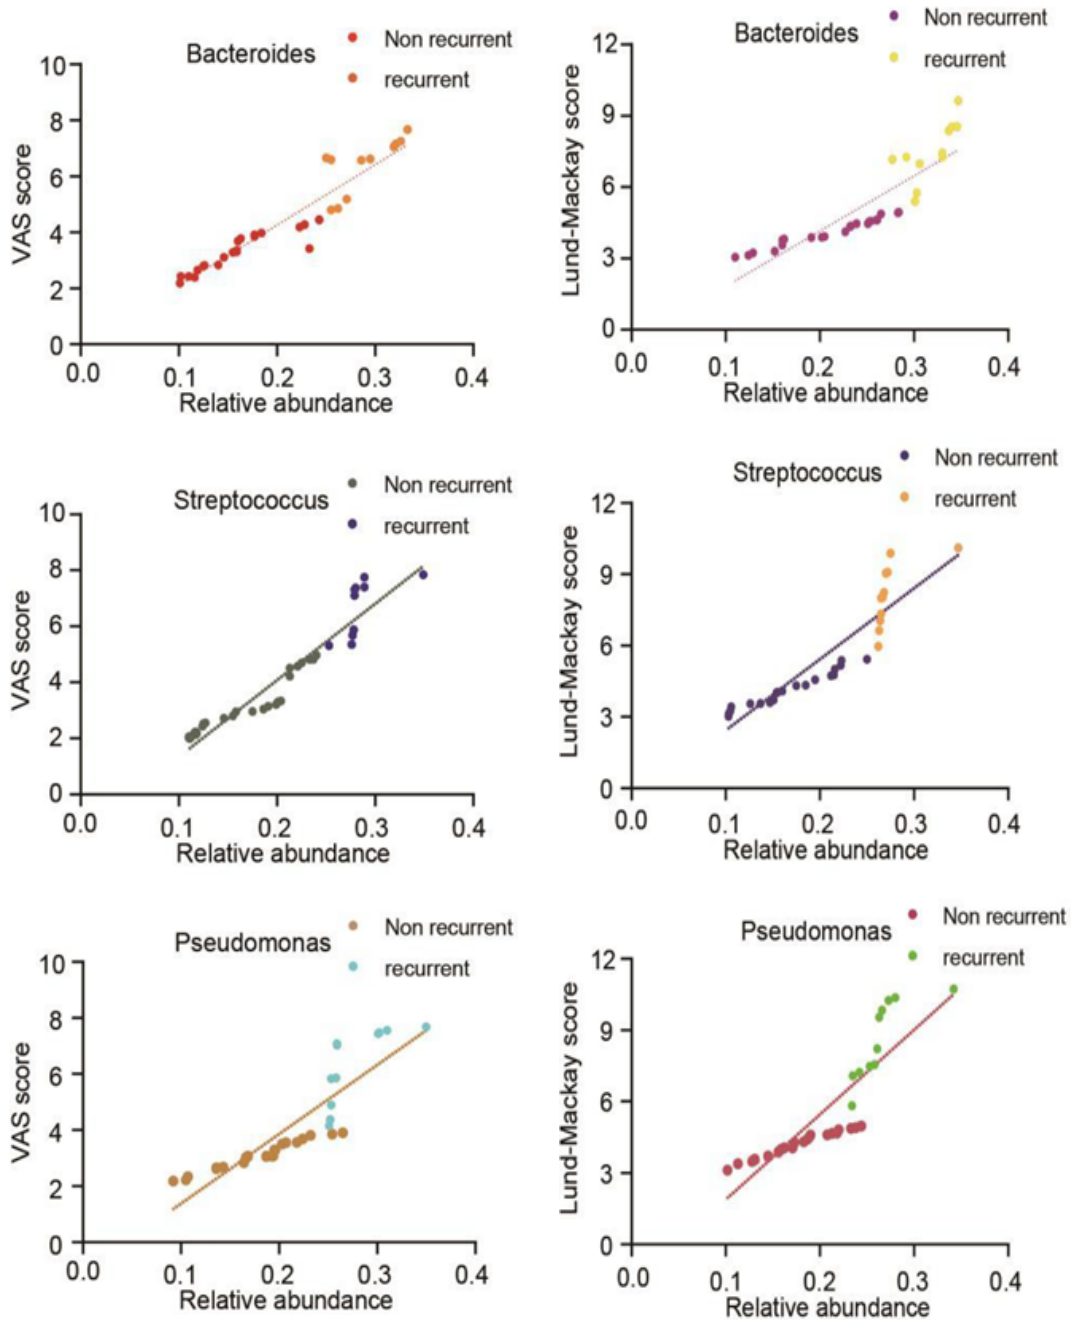 Bacteroides
Non recurrent
recurrent
VAS score
10
8
6
4
2
0
0.0
0.1
0.2
0.3
0.4
Relative abundance
Bacteroides
Non recurrent
recurrent
Lund-Mackay score
12
9
6
3
0
0.0
0.1
0.2
0.3
0.4
Relative abundance
Streptococcus
Non recurrent
recurrent
VAS score
10
8
6
4
2
0
0.0
0.1
0.2
0.3
0.4
Relative abundance
Streptococcus
Non recurrent
recurrent
Lund-Mackay score
12
9
6
3
0
0.0
0.1
0.2
0.3
0.4
Relative abundance
Pseudomonas
Non recurrent
recurrent
VAS score
10
8
6
4
2
0
0.0
0.1
0.2
0.3
0.4
Relative abundance
Pseudomonas
Non recurrent
recurrent
Lund-Mackay score
12
9
6
3
0
0.0
0.1
0.2
0.3
0.4
Relative abundance